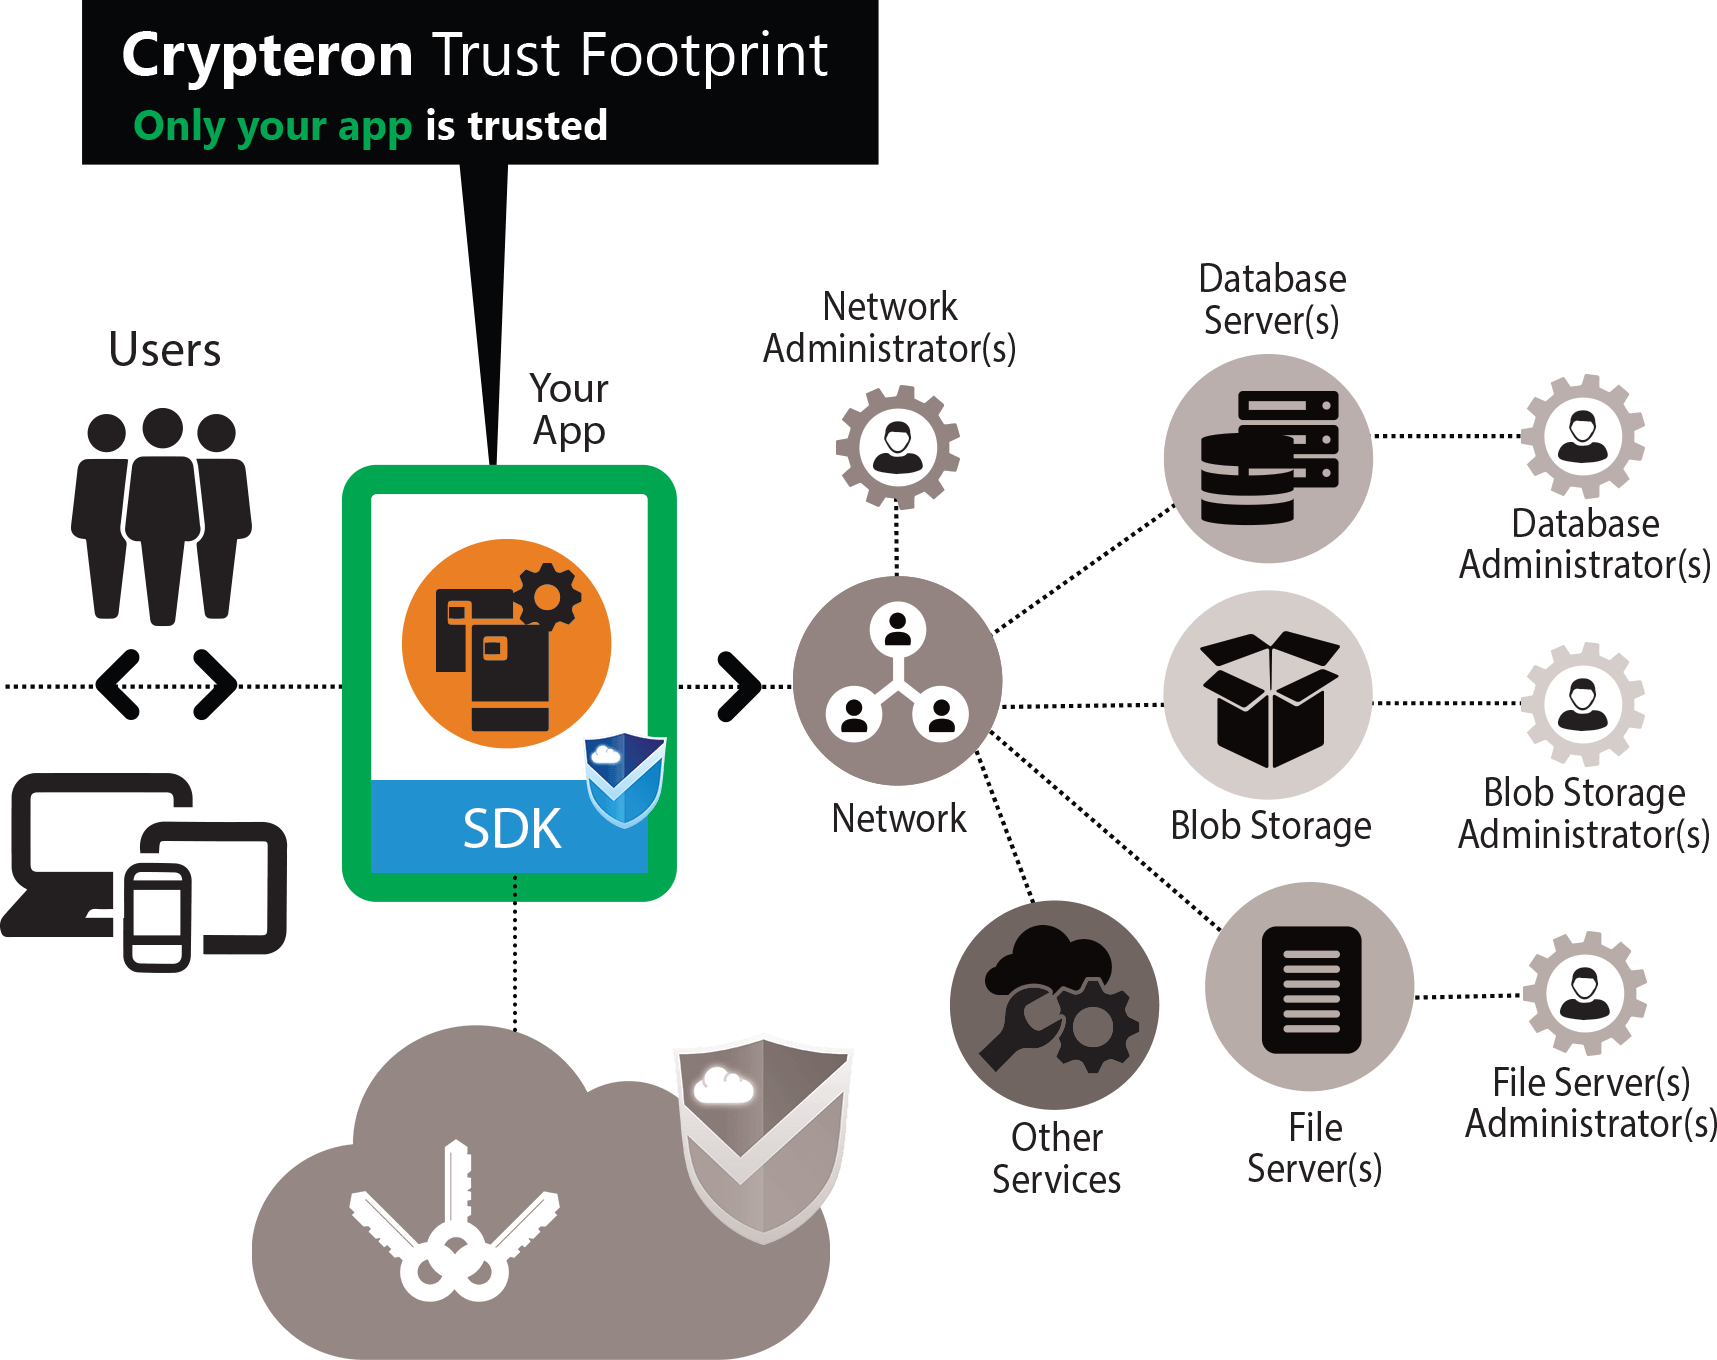 Crypteron Trust Footprint
Only your app is trusted
Users
Your
App
SDK
Network
Administrator(s)
Network
Database
Server(s)
Database
Administrator(s)
Blob Storage
Blob Storage
Administrator(s)
Other
Services
File
Server(s)
File Server(s)
Administrator(s)